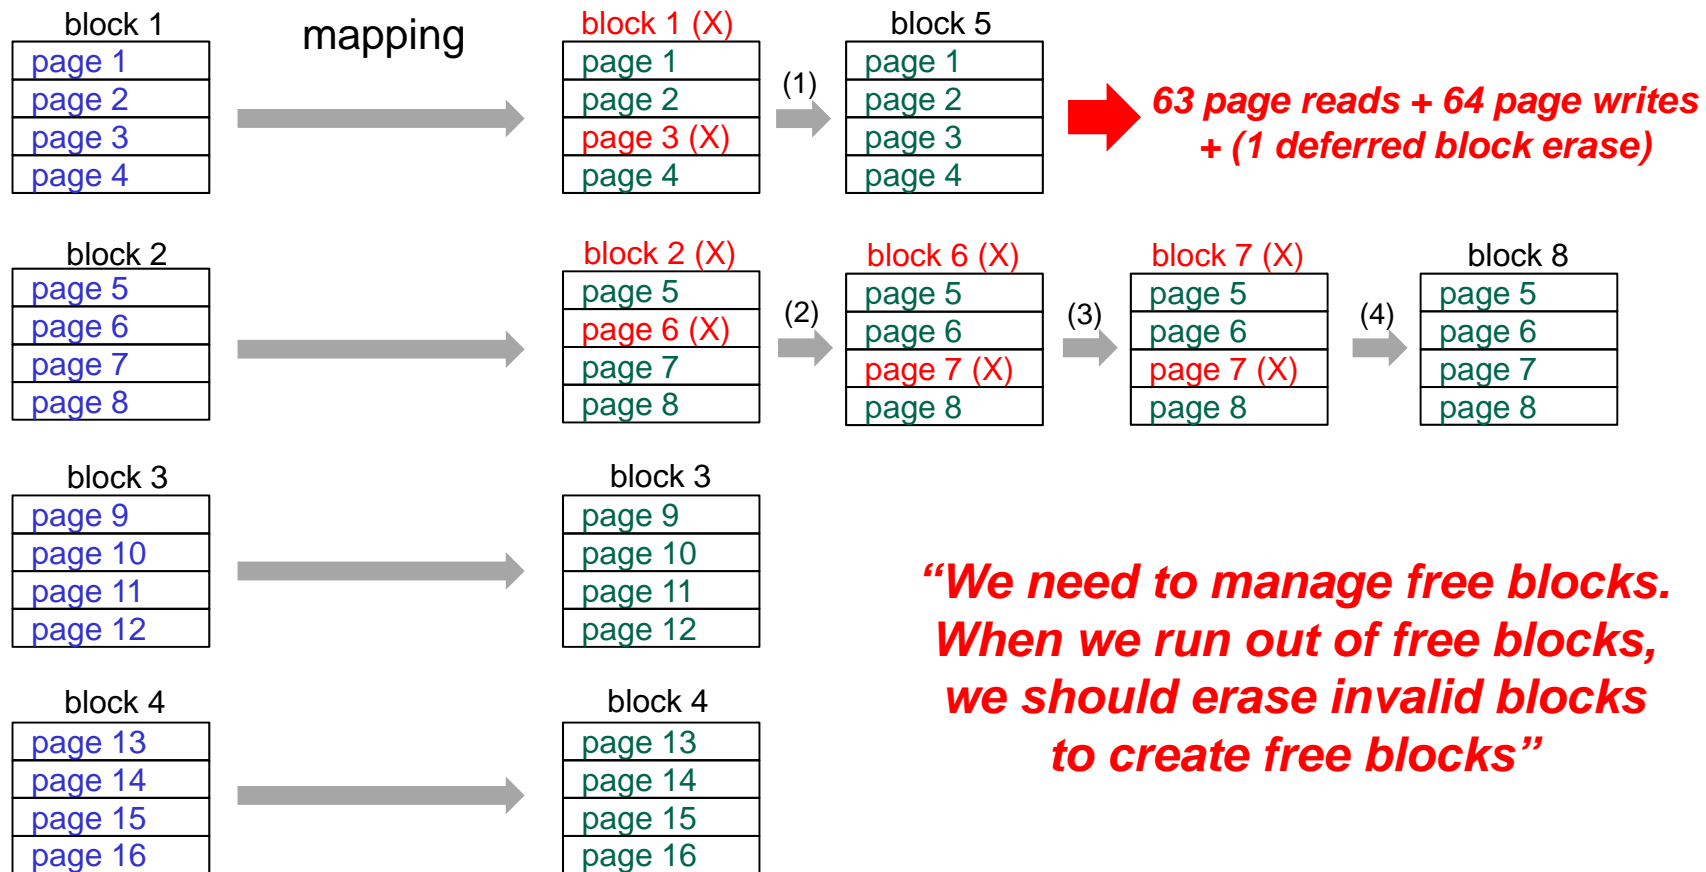 block 1
page 1
page 2
page 3
page 4
mapping
block 1 (X)
page 1
page 2
page 3 (X)
page 4
(1)
block 5
page 1
page 2
page 3
page 4
63 page reads + 64 page writes
+ (1 deferred block erase)
block 2
page 5
page 6
page 7
page 8
block 2 (X)
page 5
page 6 (X)
page 7
page 8
(2)
block 6 (X)
page 5
page 6
page 7 (X)
page 8
(3)
block 7 (X)
page 5
page 6
page 7 (X)
page 8
(4)
block 8
page 5
page 6
page 7
page 8
block 3
page 9
page 10
page 11
page 12
block 3
page 9
page 10
page 11
page 12
“We need to manage free blocks.
When we run out of free blocks,
we should erase invalid blocks
to create free blocks”
block 4
page 13
page 14
page 15
page 16
block 4
page 13
page 14
page 15
page 16